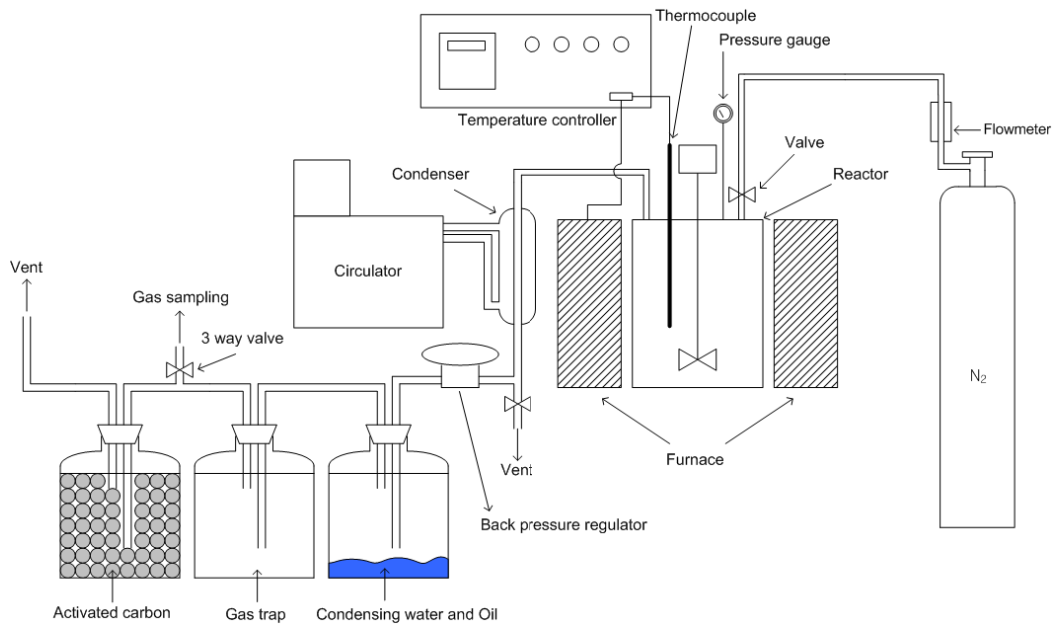 Thermocouple
Pressure gauge
Temperature controller
Flowmeter
Valve
Condenser
Reactor
Vent
Circulator
Gas sampling
3 way valve
N₂
Furnace
Vent
Back pressure regulator
Activated carbon
Gas trap
Condensing water and Oil